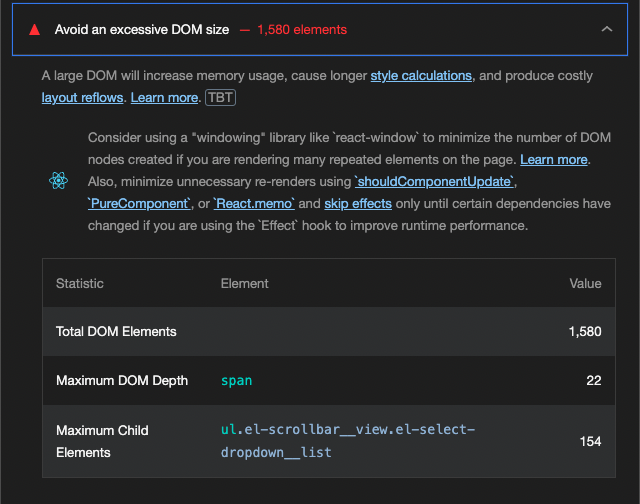 Avoid an excessive DOM size — 1,580 elements
A large DOM will increase memory usage, cause longer style calculations, and produce costly
layout reflows. Learn more. TBT
Consider using a "windowing" library like `react-window` to minimize the number of DOM
nodes created if you are rendering many repeated elements on the page. Learn more.
Also, minimize unnecessary re-renders using `shouldComponentUpdate`,
`PureComponent`, or `React.memo` and skip effects only until certain dependencies have
changed if you are using the `Effect` hook to improve runtime performance.
Statistic Element Value
Total DOM Elements 1,580
Maximum DOM Depth span 22
Maximum Child ul.el-scrollbar__view.el-select-
Elements dropdown__list 154